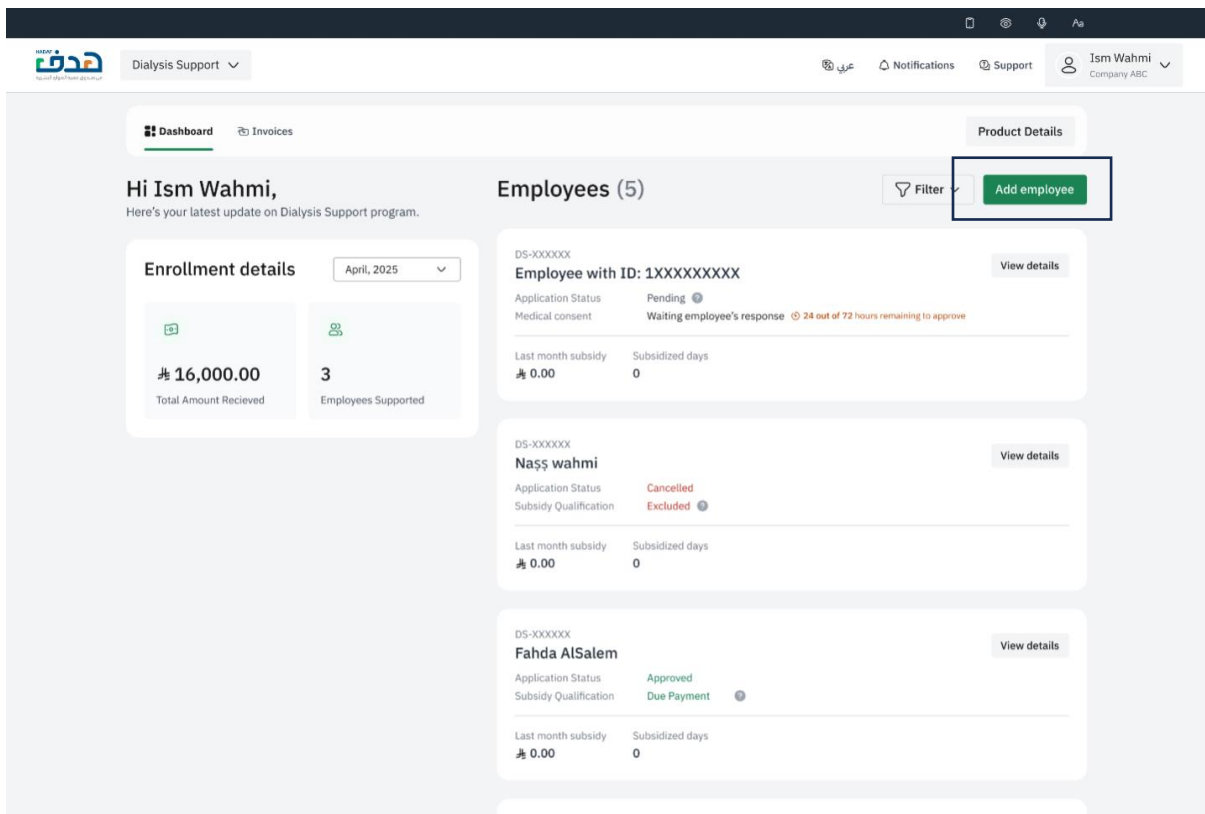 Aa
HADAF
هدف
Dialysis Support
عربي
Notifications
Support
Ism Wahmi
Company ABC
Dashboard
Invoices
Product Details
Hi Ism Wahmi,
Here's your latest update on Dialysis Support program.
Enrollment details
April, 2025
16,000.00
Total Amount Recieved
3
Employees Supported
Employees (5)
Filter
Add employee
DS-XXXXXX
Employee with ID: 1XXXXXXXXX
View details
Application Status Pending
Medical consent Waiting employee's response 24 out of 72 hours remaining to approve
Last month subsidy Subsidized days
0.00 0
DS-XXXXXX
Naṣṣ wahmi
View details
Application Status Cancelled
Subsidy Qualification Excluded
Last month subsidy Subsidized days
0.00 0
DS-XXXXXX
Fahda AlSalem
View details
Application Status Approved
Subsidy Qualification Due Payment
Last month subsidy Subsidized days
0.00 0